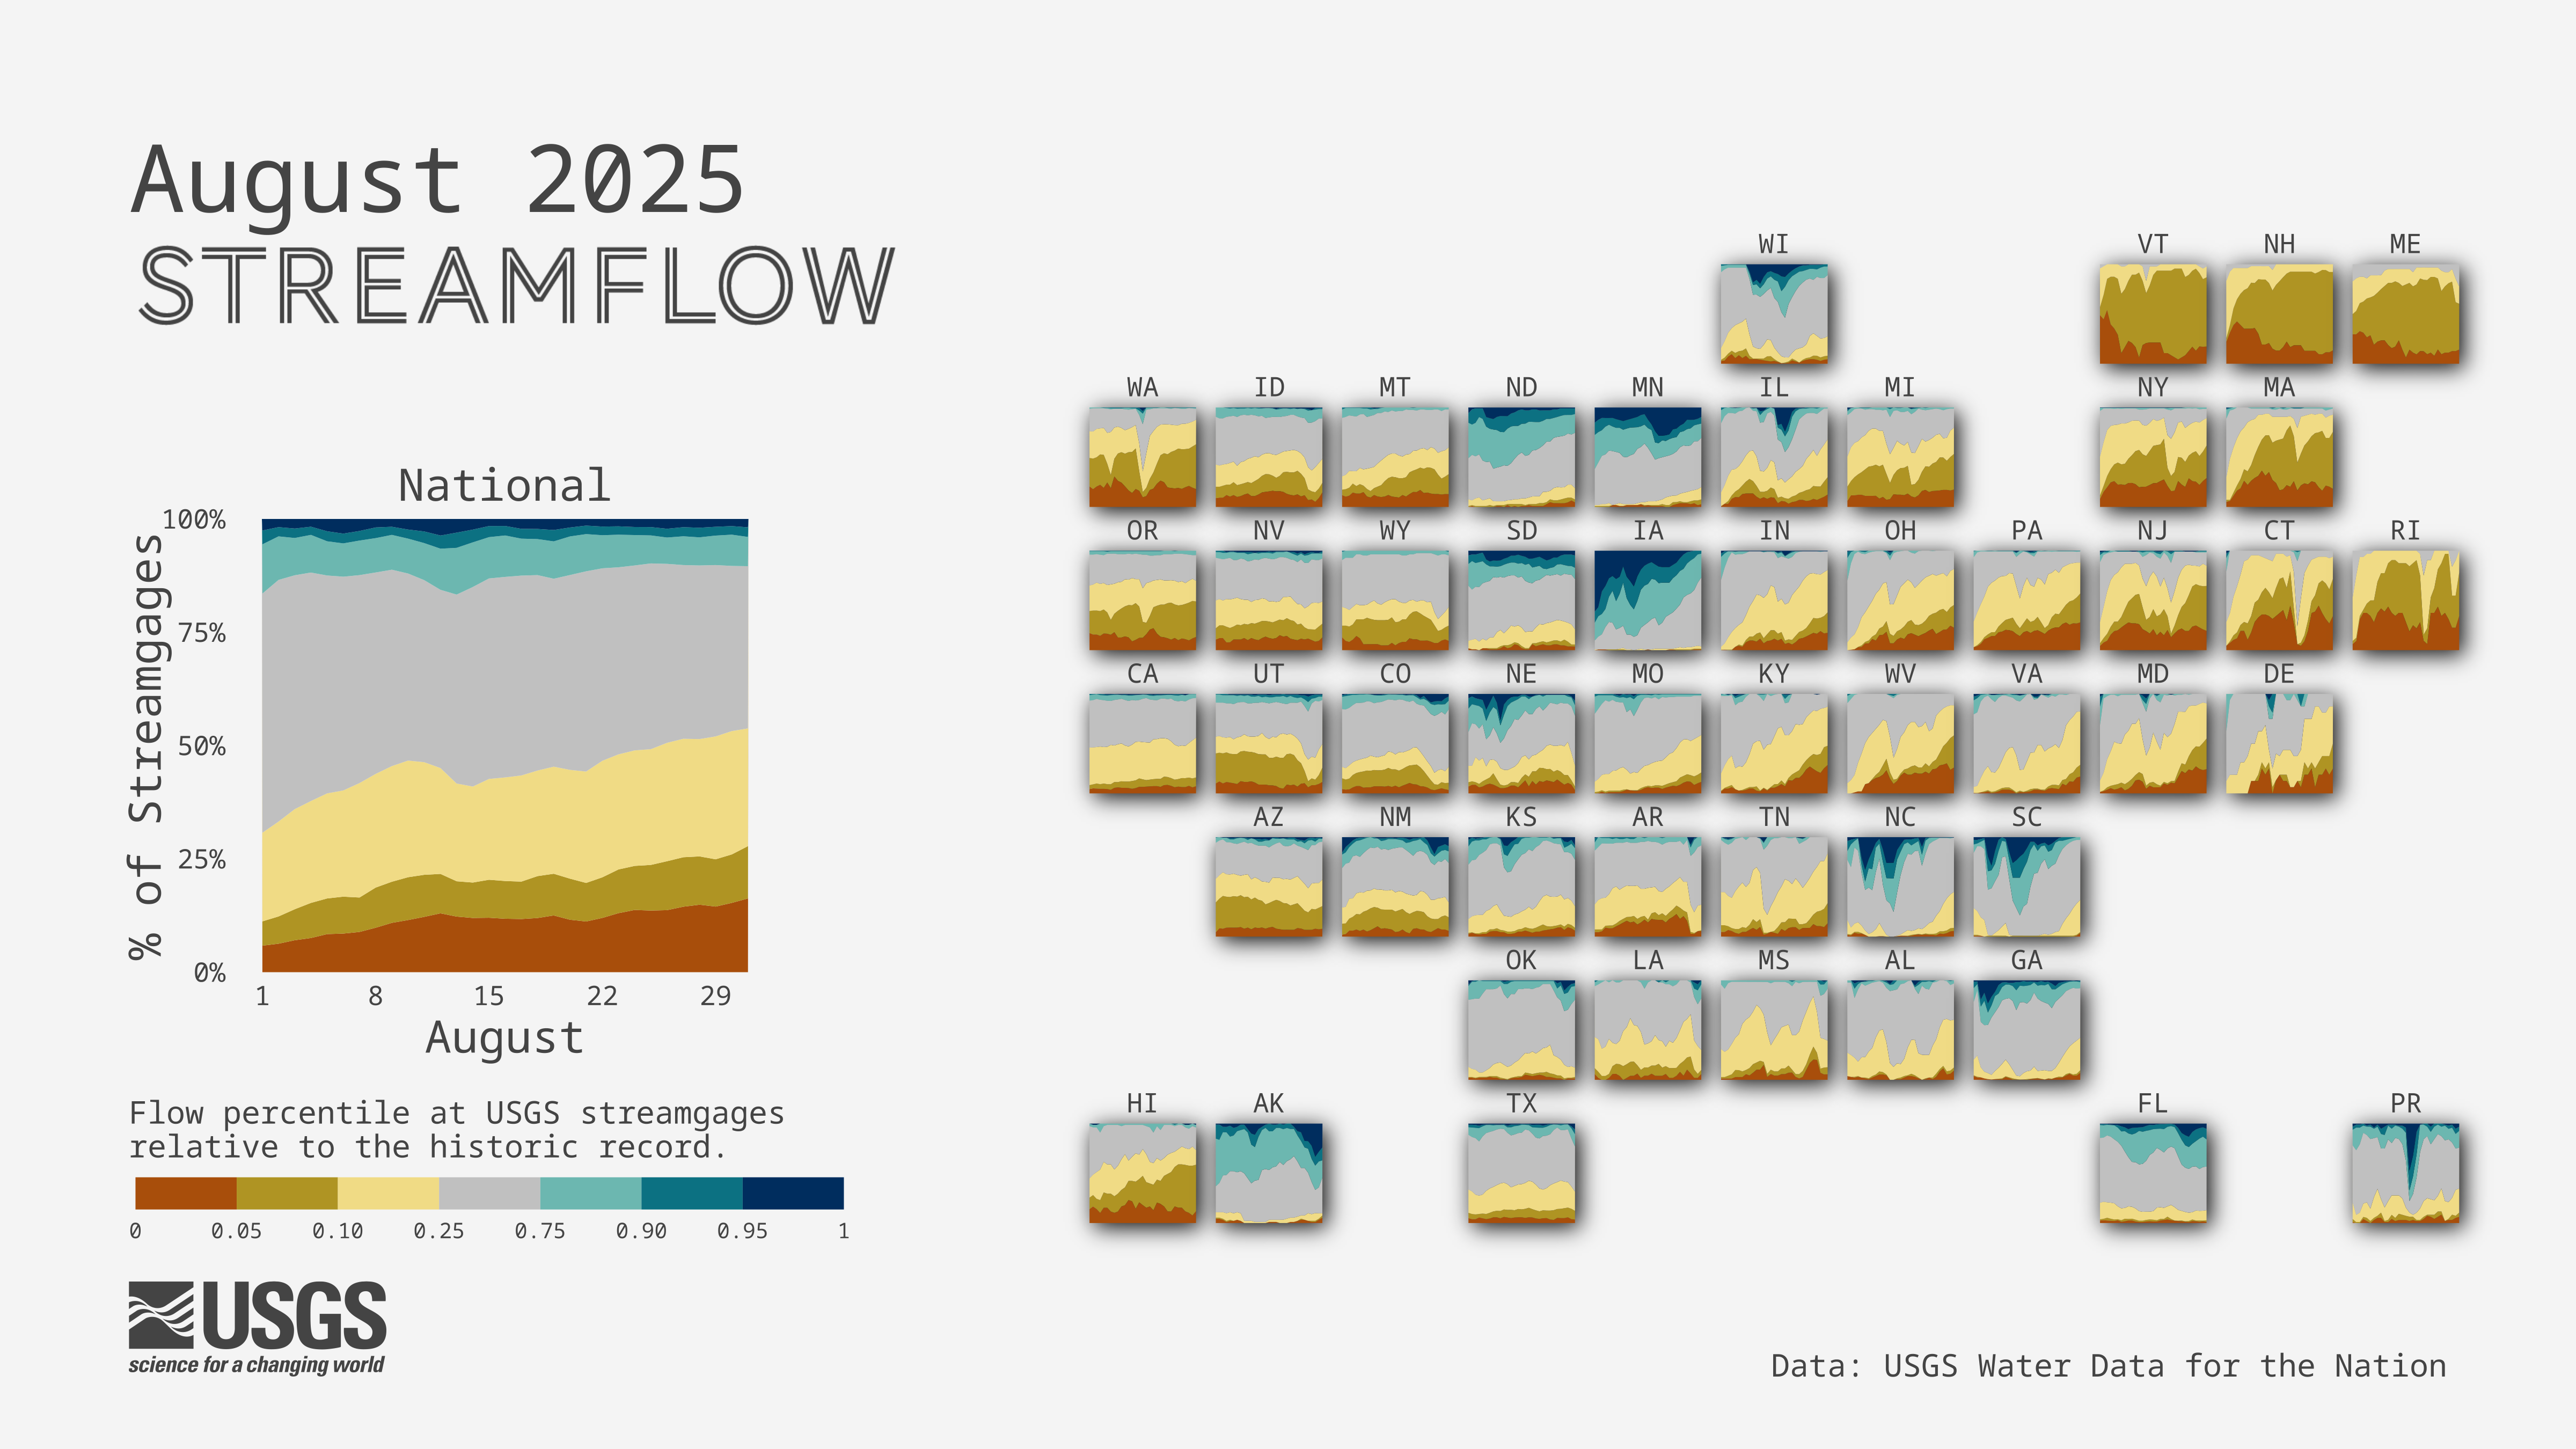 August 2025
STREAMFLOW
National
% of Streamgages
100%
75%
50%
25%
0%
1 8 15 22 29
August
Flow percentile at USGS streamgages
relative to the historic record.
0 0.05 0.10 0.25 0.75 0.90 0.95 1
USGS
science for a changing world
WI VT NH ME
WA ID MT ND MN IL MI NY MA
OR NV WY SD IA IN OH PA NJ CT RI
CA UT CO NE MO KY WV VA MD DE
AZ NM KS AR TN NC SC
OK LA MS AL GA
HI AK TX FL PR
Data: USGS Water Data for the Nation